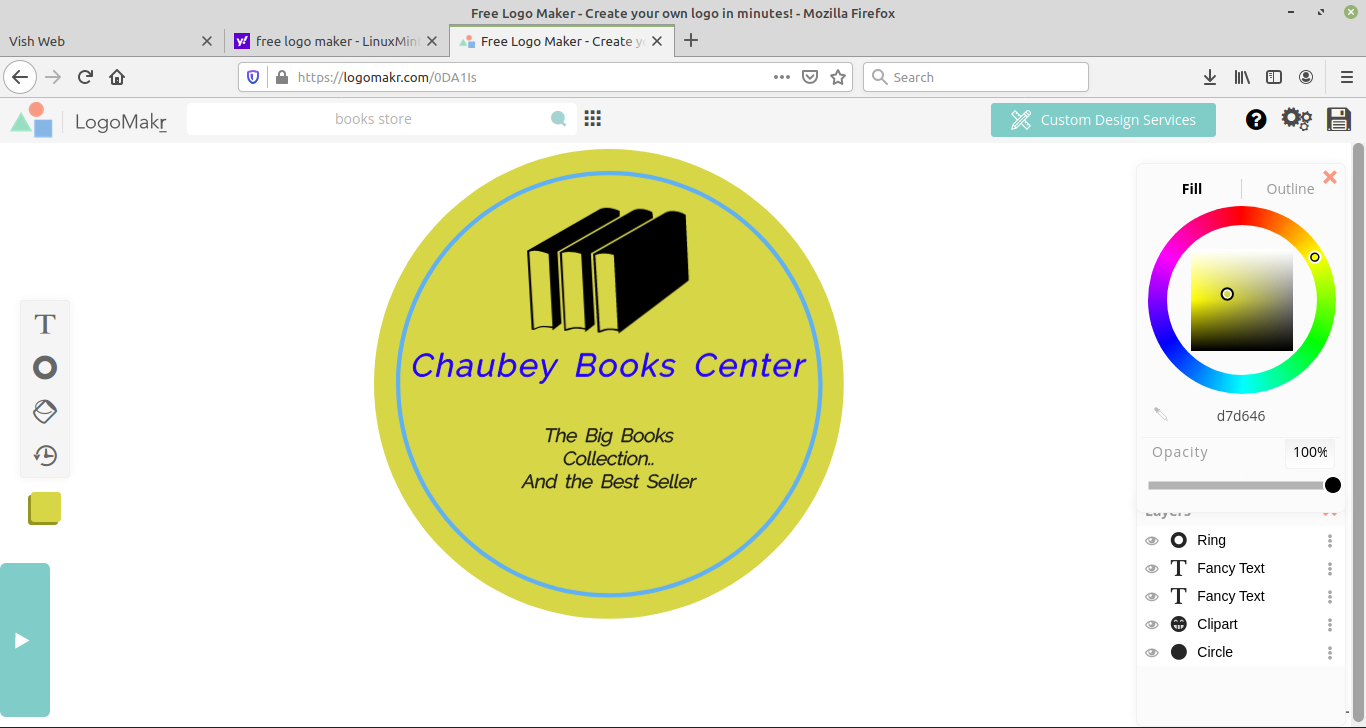 Free Logo Maker - Create your own logo in minutes! - Mozilla Firefox
Vish Web
free logo maker - LinuxMin
Free Logo Maker - Create y
https://logomakr.com/0DA1Is
Search
LogoMakr
books store
Custom Design Services
Fill
Outline
Chaubey Books Center
The Big Books
Collection..
And the Best Seller
d7d646
Opacity
100%
Layers
Ring
Fancy Text
Fancy Text
Clipart
Circle